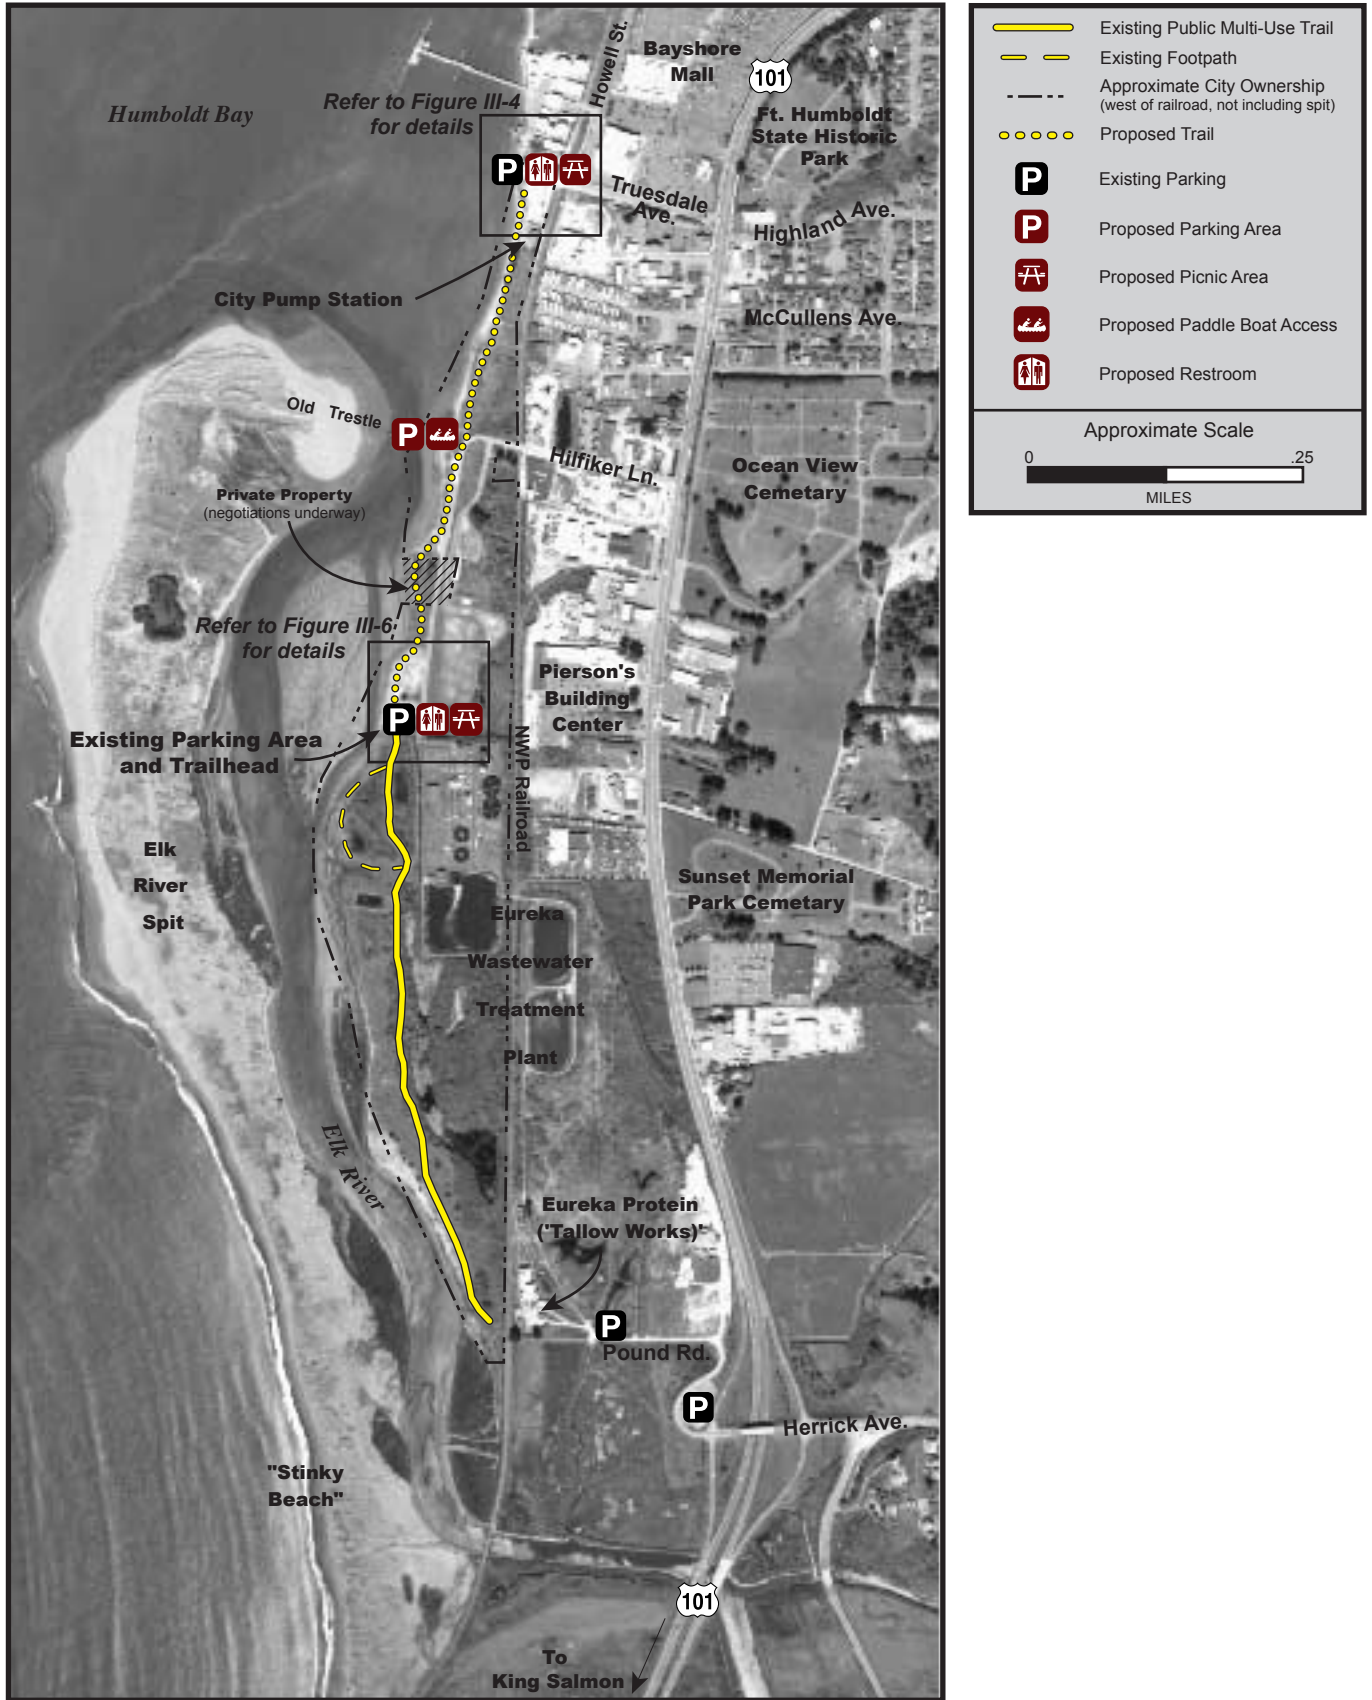 Howell St.
Bayshore
Mall
101
Humboldt Bay
Refer to Figure III-4
for details
Ft. Humboldt
State Historic
Park
P
Truesdale
Ave.
Highland Ave.
City Pump Station
McCullens Ave.
Old Trestle
P
Hilfiker Ln.
Ocean View
Cemetary
Private Property
(negotiations underway)
Refer to Figure III-6
for details
Pierson's
Building
Center
P
Existing Parking Area
and Trailhead
NWP Railroad
Elk
River
Spit
Sunset Memorial
Park Cemetary
Eureka
Wastewater
Treatment
Plant
Elk River
Eureka Protein
('Tallow Works)'
P
Pound Rd.
P
Herrick Ave.
"Stinky
Beach"
101
To
King Salmon
Existing Public Multi-Use Trail
Existing Footpath
Approximate City Ownership
(west of railroad, not including spit)
Proposed Trail
P Existing Parking
P Proposed Parking Area
Proposed Picnic Area
Proposed Paddle Boat Access
Proposed Restroom
Approximate Scale
0 .25
MILES